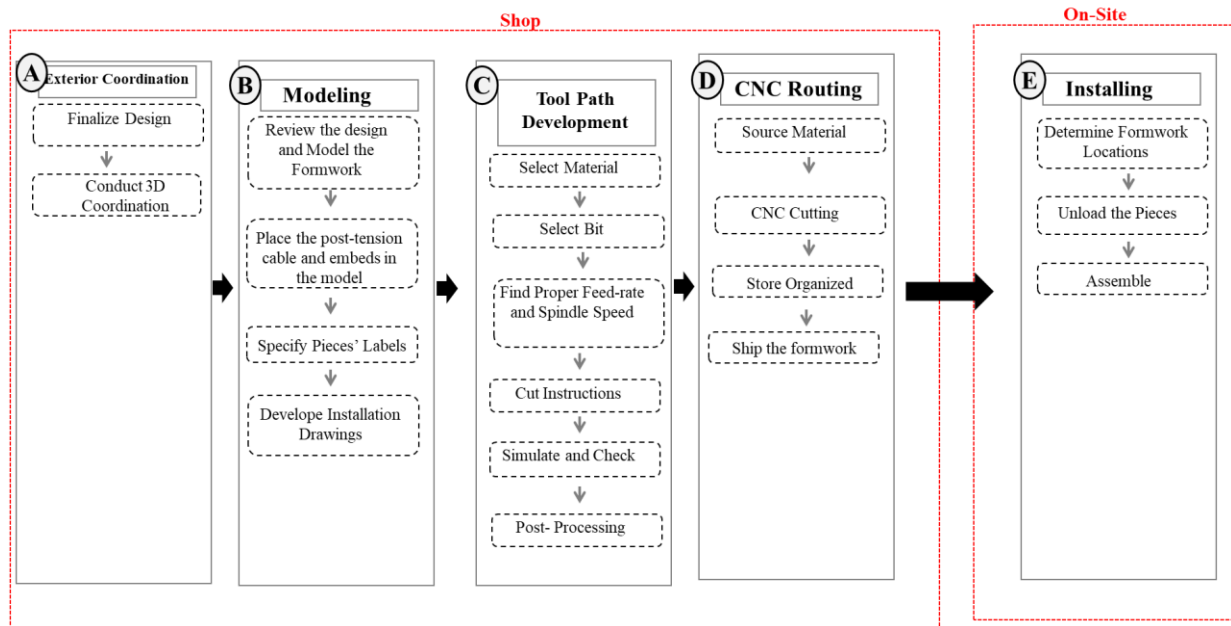 Shop
On-Site
A
Exterior Coordination
Finalize Design
Conduct 3D
Coordination
B
Modeling
Review the design
and Model the
Formwork
Place the post-tension
cable and embeds in
the model
Specify Pieces’ Labels
Develope Installation
Drawings
C
Tool Path
Development
Select Material
Select Bit
Find Proper Feed-rate
and Spindle Speed
Cut Instructions
Simulate and Check
Post- Processing
D
CNC Routing
Source Material
CNC Cutting
Store Organized
Ship the formwork
E
Installing
Determine Formwork
Locations
Unload the Pieces
Assemble